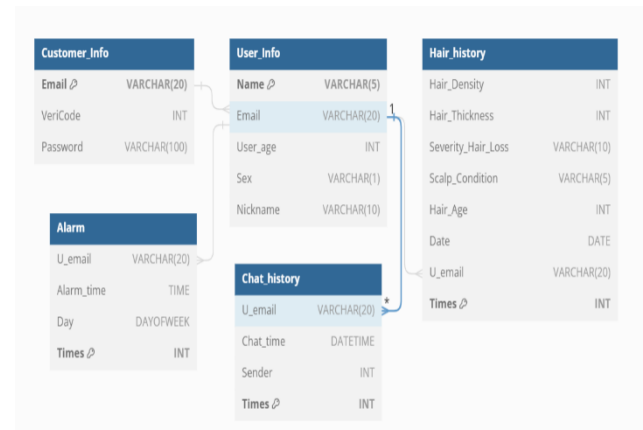 Customer_Info
Email VARCHAR(20)
VeriCode INT
Password VARCHAR(100)
User_Info
Name VARCHAR(5)
Email VARCHAR(20)
User_age INT
Sex VARCHAR(1)
Nickname VARCHAR(10)
1
Hair_history
Hair_Density INT
Hair_Thickness INT
Severity_Hair_Loss VARCHAR(10)
Scalp_Condition VARCHAR(5)
Hair_Age INT
Date DATE
U_email VARCHAR(20)
Times INT
Alarm
U_email VARCHAR(20)
Alarm_time TIME
Day DAYOFWEEK
Times INT
Chat_history
*
U_email VARCHAR(20)
Chat_time DATETIME
Sender INT
Times INT